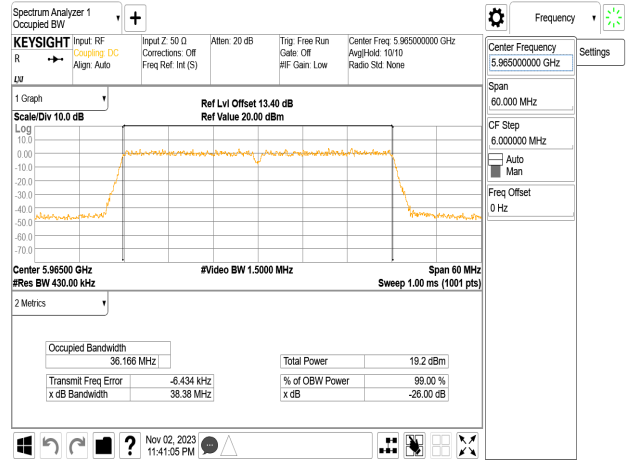 Spectrum Analyzer 1
Occupied BW
Frequency
KEYSIGHT
R
Input: RF
Coupling: DC
Align: Auto
Input Z: 50 Ω
Corrections: Off
Freq Ref: Int (S)
Atten: 20 dB
Trig: Free Run
Gate: Off
#IF Gain: Low
Center Freq: 5.965000000 GHz
Avg|Hold: 10/10
Radio Std: None
Center Frequency
5.965000000 GHz
Settings
Span
60.000 MHz
CF Step
6.000000 MHz
Auto
Man
Freq Offset
0 Hz
1 Graph
Scale/Div 10.0 dB
Ref Lvl Offset 13.40 dB
Ref Value 20.00 dBm
Log
10.0
0.00
-10.0
-20.0
-30.0
-40.0
-50.0
-60.0
-70.0
Center 5.96500 GHz
#Video BW 1.5000 MHz
Span 60 MHz
#Res BW 430.00 kHz
Sweep 1.00 ms (1001 pts)
2 Metrics
Occupied Bandwidth
36.166 MHz
Total Power 19.2 dBm
Transmit Freq Error -6.434 kHz
% of OBW Power 99.00 %
x dB Bandwidth 38.38 MHz
x dB -26.00 dB
?
Nov 02, 2023
11:41:05 PM